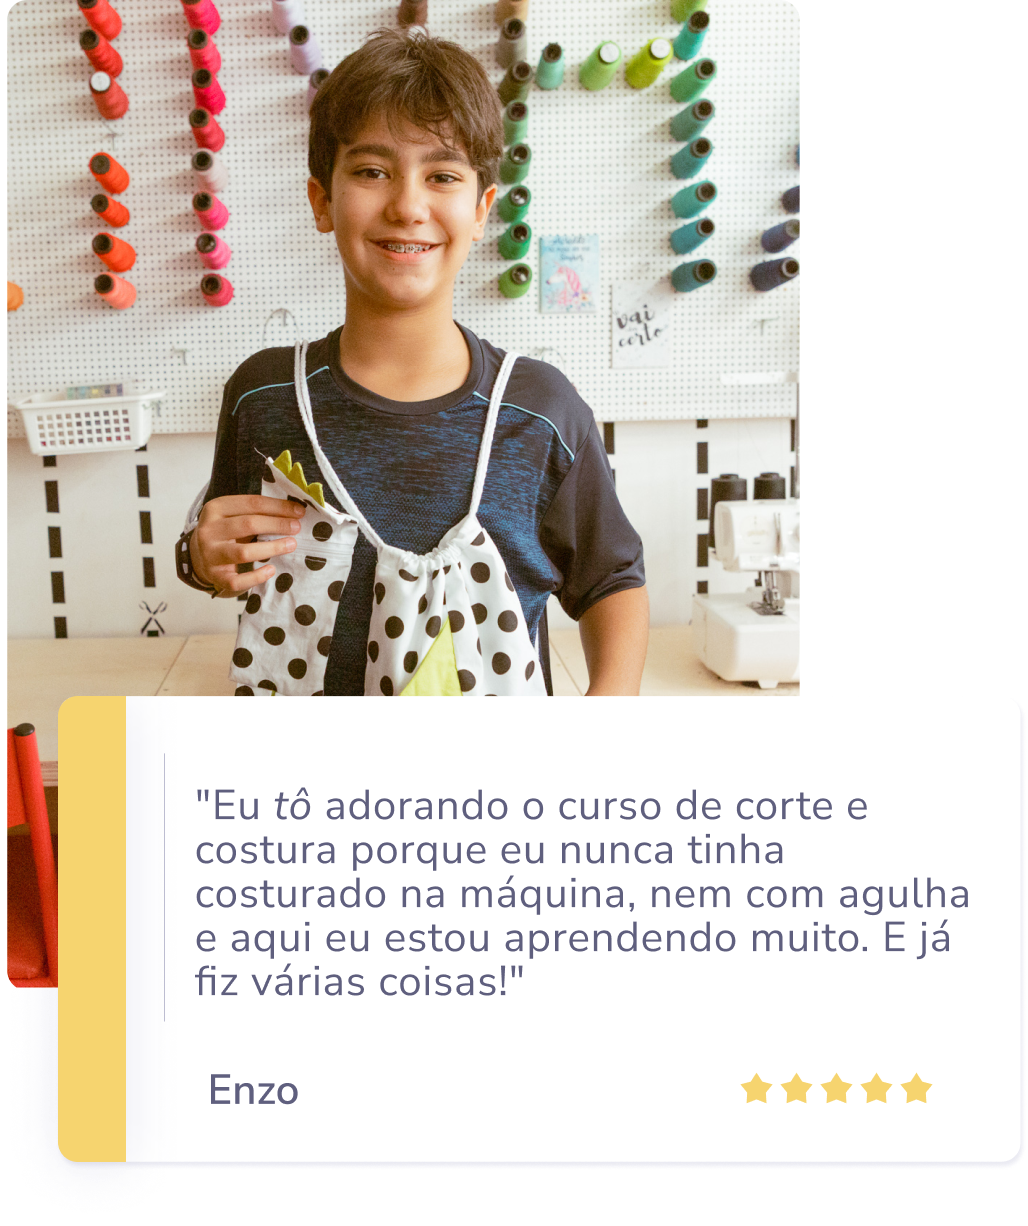 vai
certo
"Eu tô adorando o curso de corte e
costura porque eu nunca tinha
costurado na máquina, nem com agulha
e aqui eu estou aprendendo muito. E já
fiz várias coisas!"
Enzo